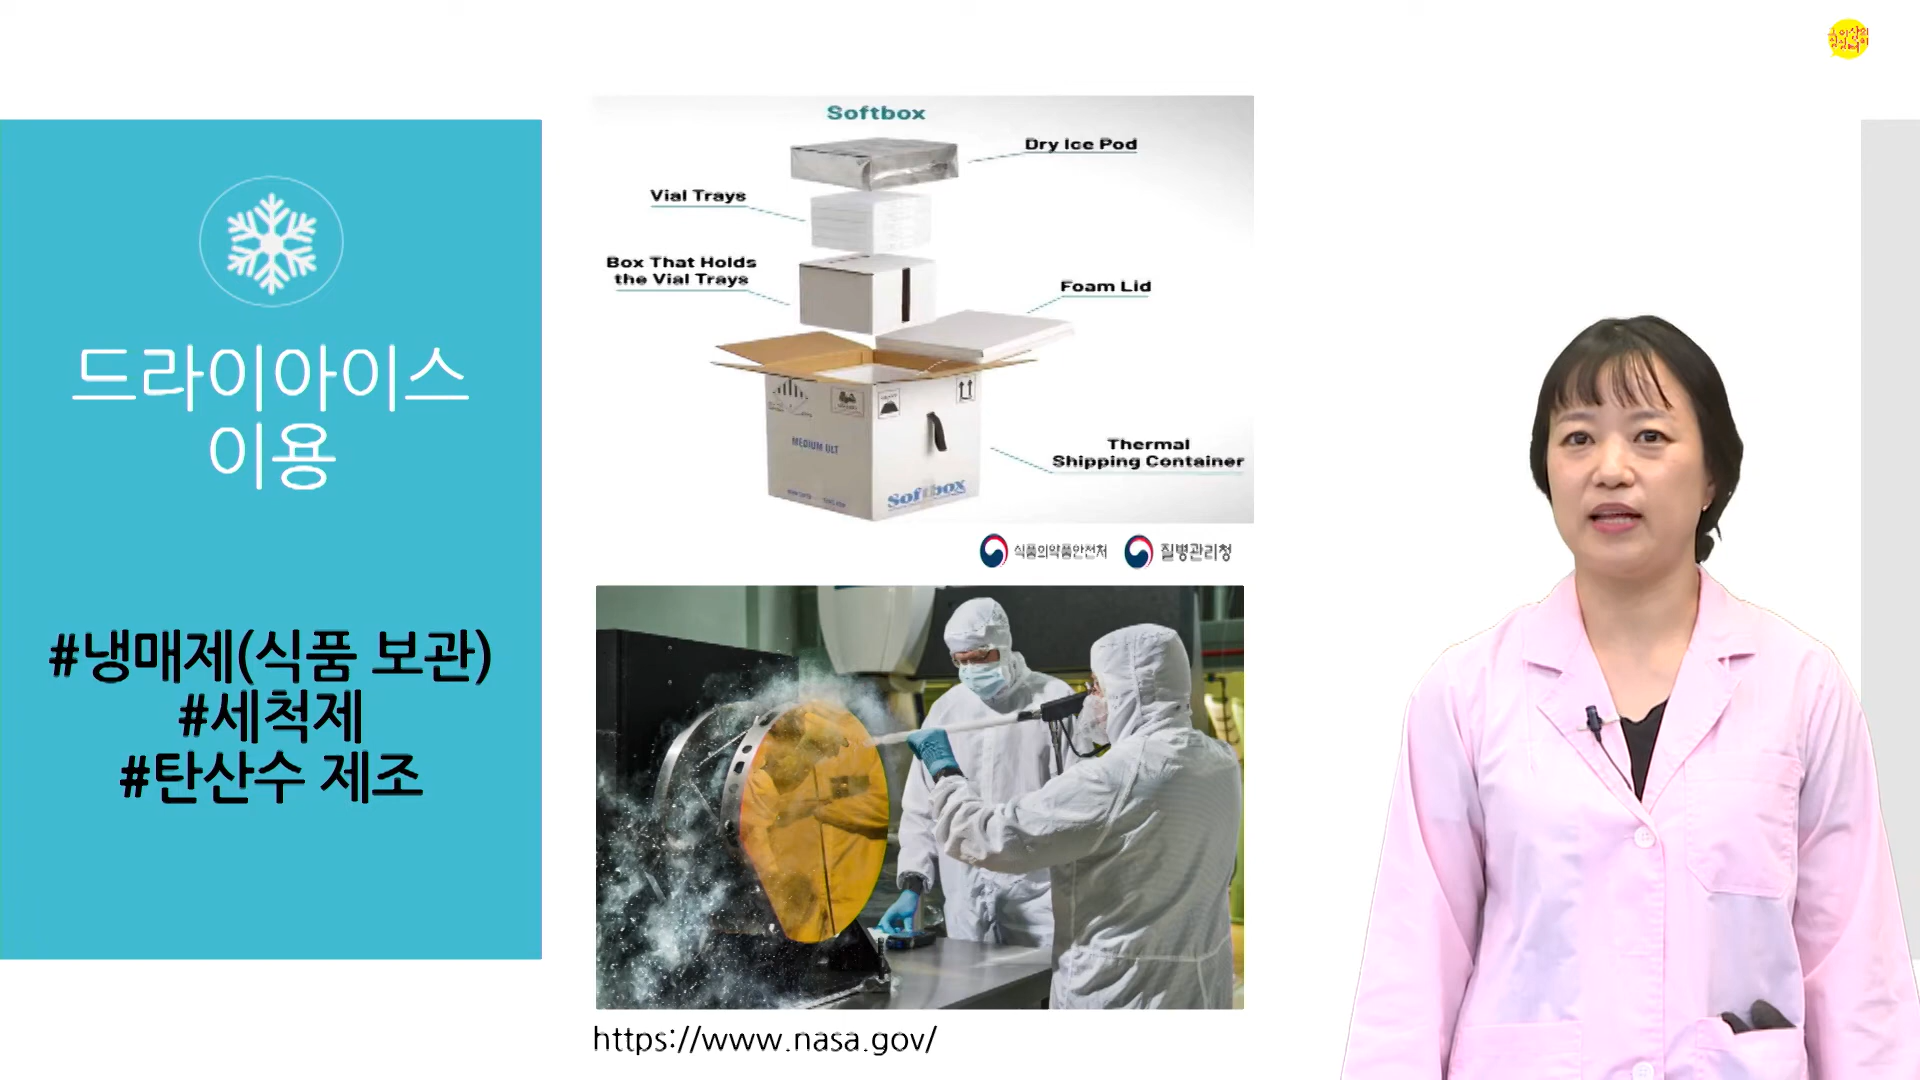 드라이아이스
이용
#냉매제(식품 보관)
#세척제
#탄산수 제조
Softbox
Dry Ice Pod
Vial Trays
Box That Holds
the Vial Trays
Foam Lid
MEDIUM ULT
Softbox
Thermal
Shipping Container
식품의약품안전처
질병관리청
https://www.nasa.gov/